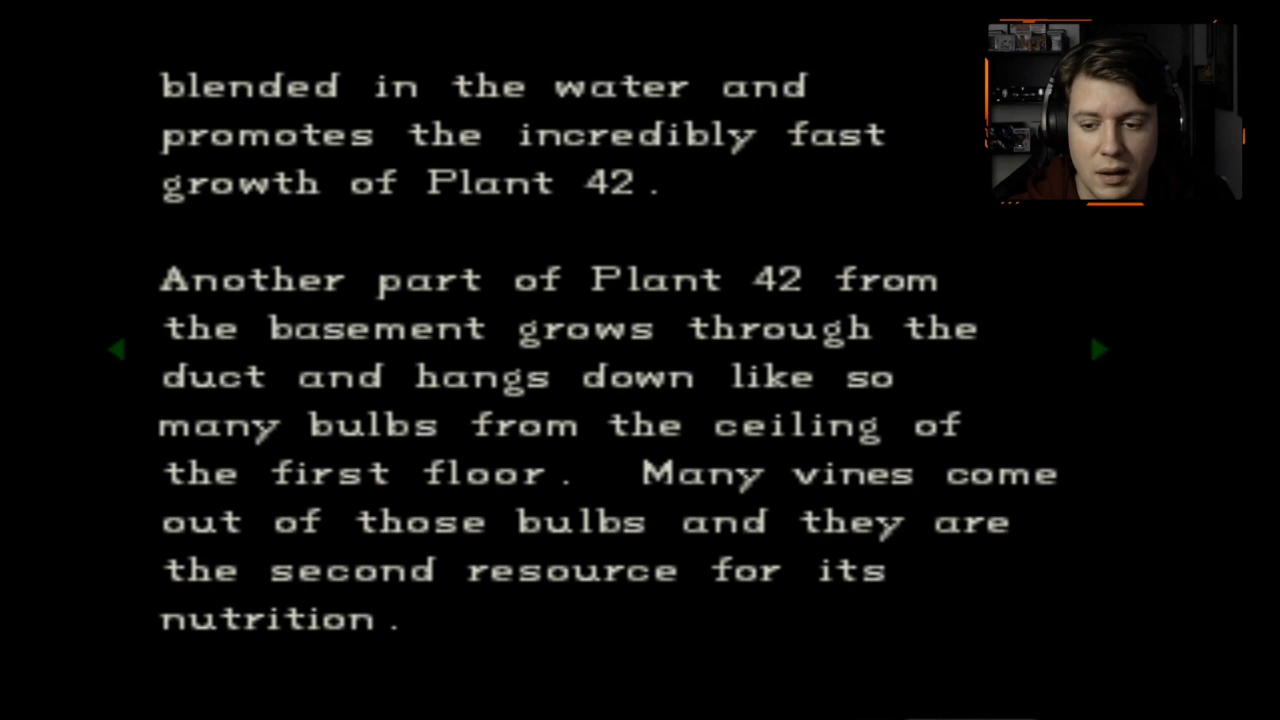 blended in the water and
promotes the incredibly fast
growth of Plant 42.
Another part of Plant 42 from
the basement grows through the
duct and hangs down like so
many bulbs from the ceiling of
the first floor. Many vines come
out of those bulbs and they are
the second resource for its
nutrition.